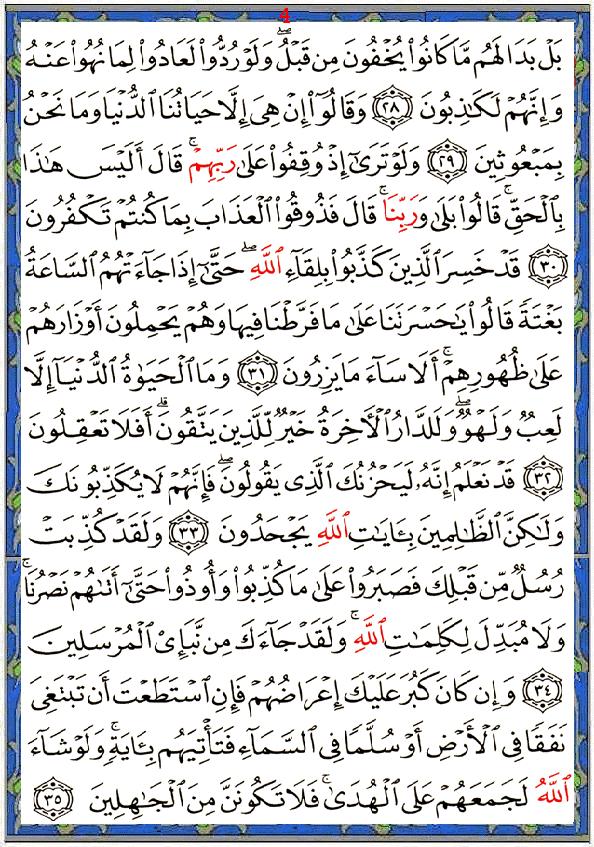 4
بَلْ بَدَا لَهُم مَّا كَانُوا۟ يُخْفُونَ مِن قَبْلُ ۖ وَلَوْ رُدُّوا۟ لَعَادُوا۟ لِمَا نُهُوا۟ عَنْهُ
وَإِنَّهُمْ لَكَـٰذِبُونَ ﴿٢٨﴾ وَقَالُوٓا۟ إِنْ هِىَ إِلَّا حَيَاتُنَا ٱلدُّنْيَا وَمَا نَحْنُ
بِمَبْعُوثِينَ ﴿٢٩﴾ وَلَوْ تَرَىٰٓ إِذْ وُقِفُوا۟ عَلَىٰ رَبِّهِمْ ۚ قَالَ أَلَيْسَ هَـٰذَا
بِٱلْحَقِّ ۚ قَالُوا۟ بَلَىٰ وَرَبِّنَا ۚ قَالَ فَذُوقُوا۟ ٱلْعَذَابَ بِمَا كُنتُمْ تَكْفُرُونَ
﴿٣٠﴾ قَدْ خَسِرَ ٱلَّذِينَ كَذَّبُوا۟ بِلِقَآءِ ٱللَّهِ ۖ حَتَّىٰٓ إِذَا جَآءَتْهُمُ ٱلسَّاعَةُ
بَغْتَةً قَالُوا۟ يَـٰحَسْرَتَنَا عَلَىٰ مَا فَرَّطْنَا فِيهَا وَهُمْ يَحْمِلُونَ أَوْزَارَهُمْ
عَلَىٰ ظُهُورِهِمْ ۚ أَلَا سَآءَ مَا يَزِرُونَ ﴿٣١﴾ وَمَا ٱلْحَيَوٰةُ ٱلدُّنْيَآ إِلَّا
لَعِبٌ وَلَهْوٌ ۖ وَلَلدَّارُ ٱلْـَٔاخِرَةُ خَيْرٌ لِّلَّذِينَ يَتَّقُونَ ۗ أَفَلَا تَعْقِلُونَ
﴿٣٢﴾ قَدْ نَعْلَمُ إِنَّهُۥ لَيَحْزُنُكَ ٱلَّذِى يَقُولُونَ ۖ فَإِنَّهُمْ لَا يُكَذِّبُونَكَ
وَلَـٰكِنَّ ٱلظَّـٰلِمِينَ بِـَٔايَـٰتِ ٱللَّهِ يَجْحَدُونَ ﴿٣٣﴾ وَلَقَدْ كُذِّبَتْ
رُسُلٌ مِّن قَبْلِكَ فَصَبَرُوا۟ عَلَىٰ مَا كُذِّبُوا۟ وَأُوذُوا۟ حَتَّىٰٓ أَتَىٰهُمْ نَصْرُنَا ۚ
وَلَا مُبَدِّلَ لِكَلِمَـٰتِ ٱللَّهِ ۚ وَلَقَدْ جَآءَكَ مِن نَّبَإِى۟ ٱلْمُرْسَلِينَ
﴿٣٤﴾ وَإِن كَانَ كَبُرَ عَلَيْكَ إِعْرَاضُهُمْ فَإِنِ ٱسْتَطَعْتَ أَن تَبْتَغِىَ
نَفَقًا فِى ٱلْأَرْضِ أَوْ سُلَّمًا فِى ٱلسَّمَآءِ فَتَأْتِيَهُم بِـَٔايَةٍ ۚ وَلَوْ شَآءَ
ٱللَّهُ لَجَمَعَهُمْ عَلَى ٱلْهُدَىٰ ۚ فَلَا تَكُونَنَّ مِنَ ٱلْجَـٰهِلِينَ ﴿٣٥﴾